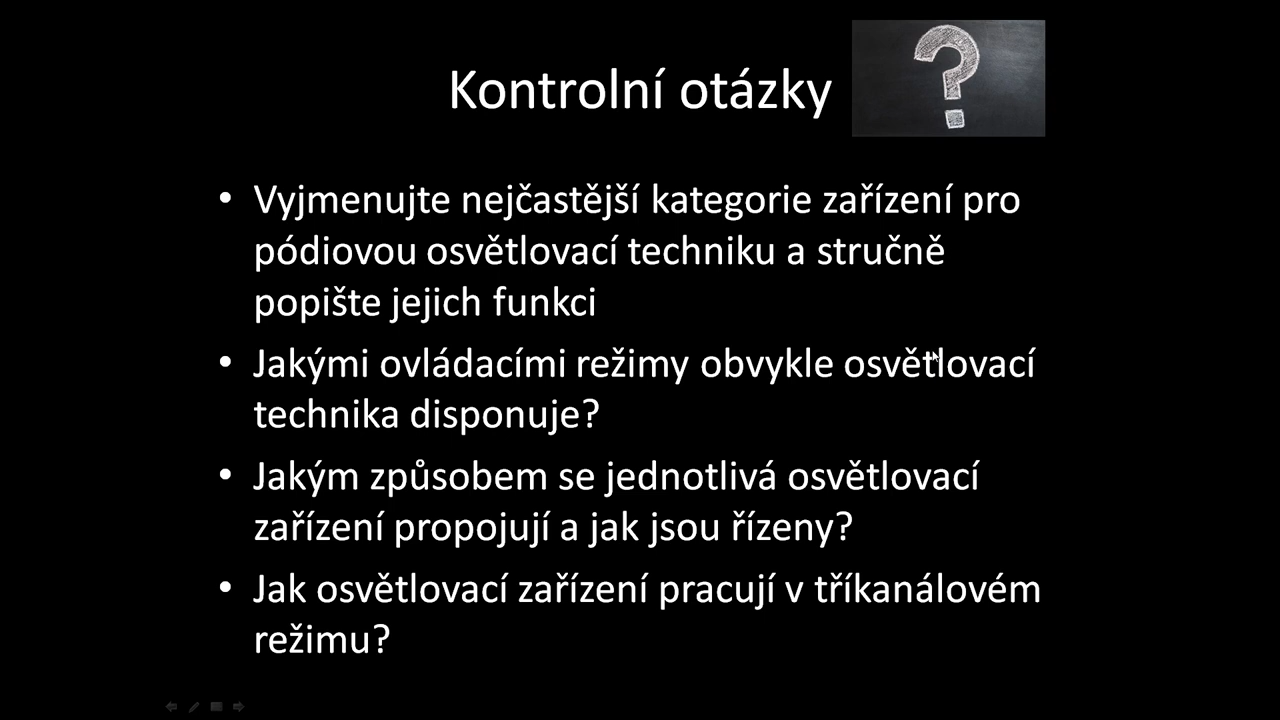 Kontrolní otázky
?
• Vyjmenujte nejčastější kategorie zařízení pro
pódiovou osvětlovací techniku a stručně
popište jejich funkci
• Jakými ovládacími režimy obvykle osvětlovací
technika disponuje?
• Jakým způsobem se jednotlivá osvětlovací
zařízení propojují a jak jsou řízeny?
• Jak osvětlovací zařízení pracují v tříkanálovém
režimu?